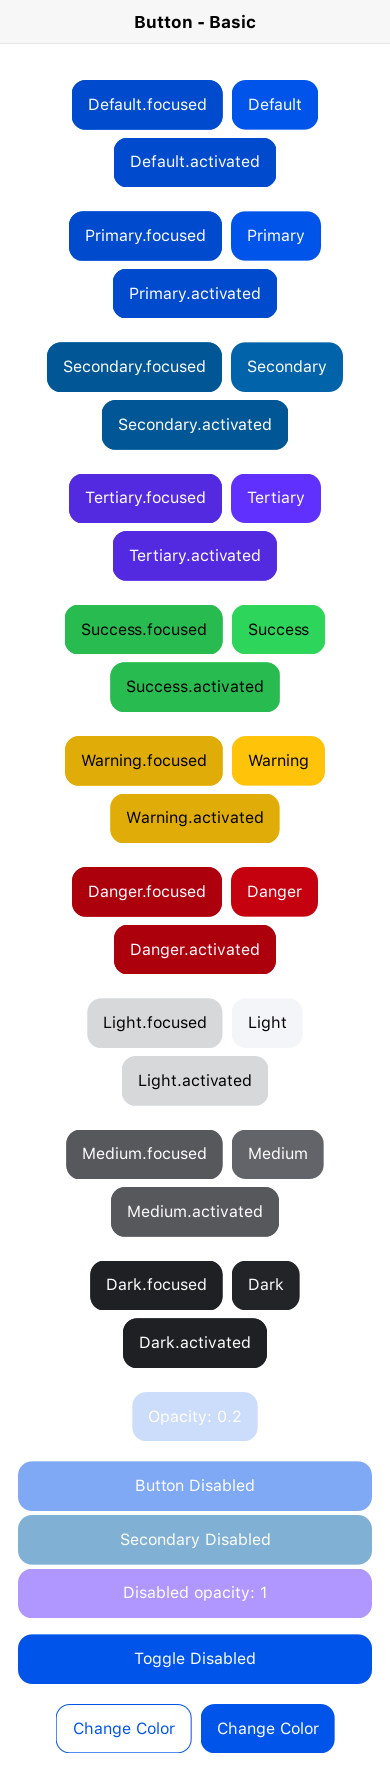 Button - Basic
Default.focused Default
Default.activated
Primary.focused Primary
Primary.activated
Secondary.focused Secondary
Secondary.activated
Tertiary.focused Tertiary
Tertiary.activated
Success.focused Success
Success.activated
Warning.focused Warning
Warning.activated
Danger.focused Danger
Danger.activated
Light.focused Light
Light.activated
Medium.focused Medium
Medium.activated
Dark.focused Dark
Dark.activated
Opacity: 0.2
Button Disabled
Secondary Disabled
Disabled opacity: 1
Toggle Disabled
Change Color Change Color